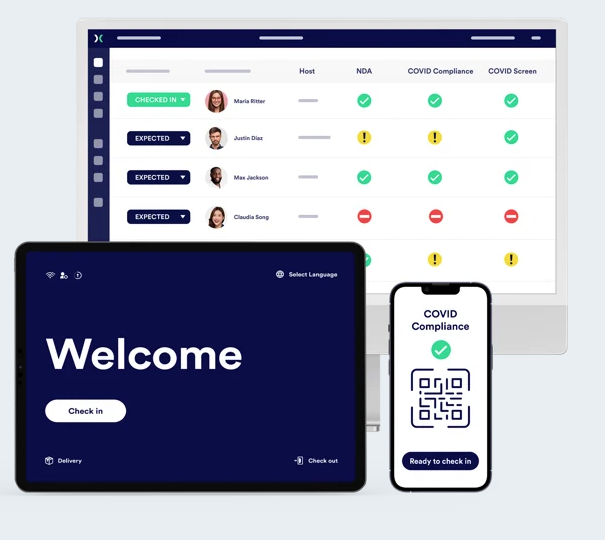 Host NDA COVID Compliance COVID Screen
CHECKED IN Maria Ritter
EXPECTED Justin Diaz
EXPECTED Max Jackson
EXPECTED Claudia Song
Select Language
Welcome
Check in
Delivery
Check out
COVID
Compliance
Ready to check in